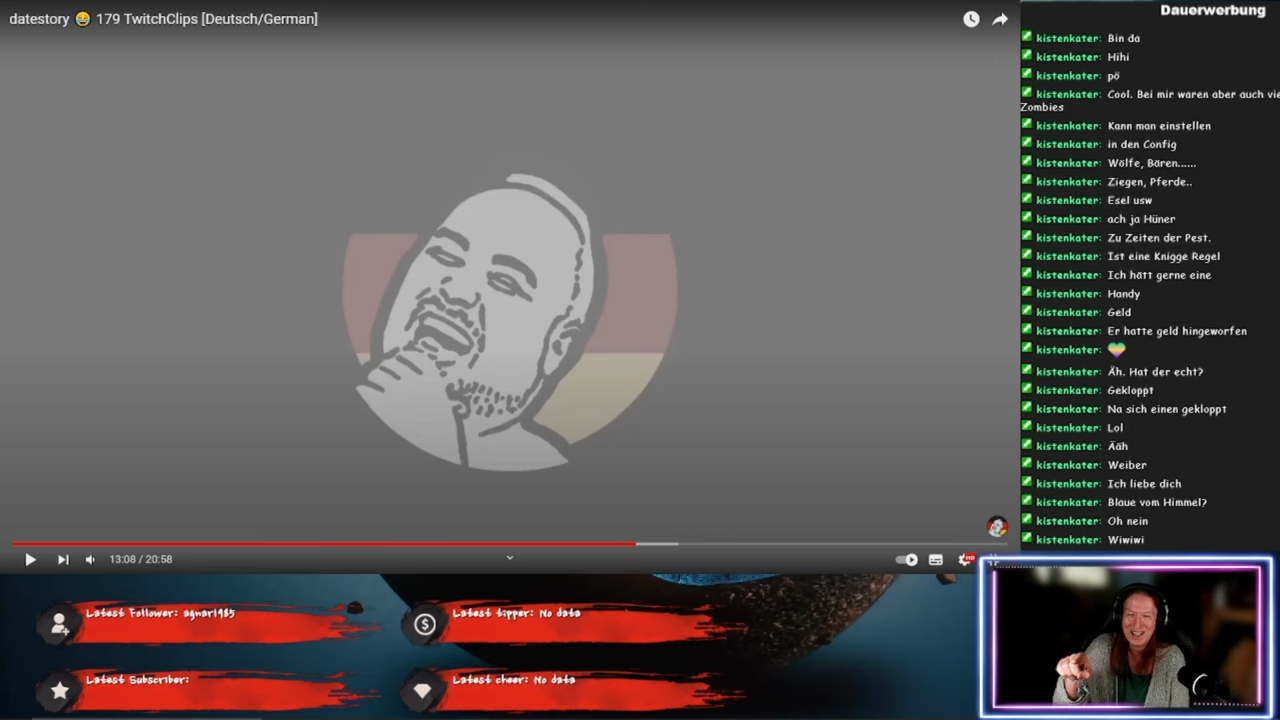 datestory 😂 179 TwitchClips [Deutsch/German]
Dauerwerbung
kistenkater: Bin da
kistenkater: Hihi
kistenkater: pö
kistenkater: Cool. Bei mir waren aber auch vie
Zombies
kistenkater: Kann man einstellen
kistenkater: in den Config
kistenkater: Wölfe, Bären......
kistenkater: Ziegen, Pferde..
kistenkater: Esel usw
kistenkater: ach ja Hüner
kistenkater: Zu Zeiten der Pest.
kistenkater: Ist eine Knigge Regel
kistenkater: Ich hätt gerne eine
kistenkater: Handy
kistenkater: Geld
kistenkater: Er hatte geld hingeworfen
kistenkater:
kistenkater: Äh. Hat der echt?
kistenkater: Gekloppt
kistenkater: Na sich einen gekloppt
kistenkater: Lol
kistenkater: Ääh
kistenkater: Weiber
kistenkater: Ich liebe dich
kistenkater: Blaue vom Himmel?
kistenkater: Oh nein
kistenkater: Wiwiwi
13:08 / 20:58
HD
Latest Follower: agnar1985
Latest tipper: No data
Latest Subscriber:
Latest cheer: No data